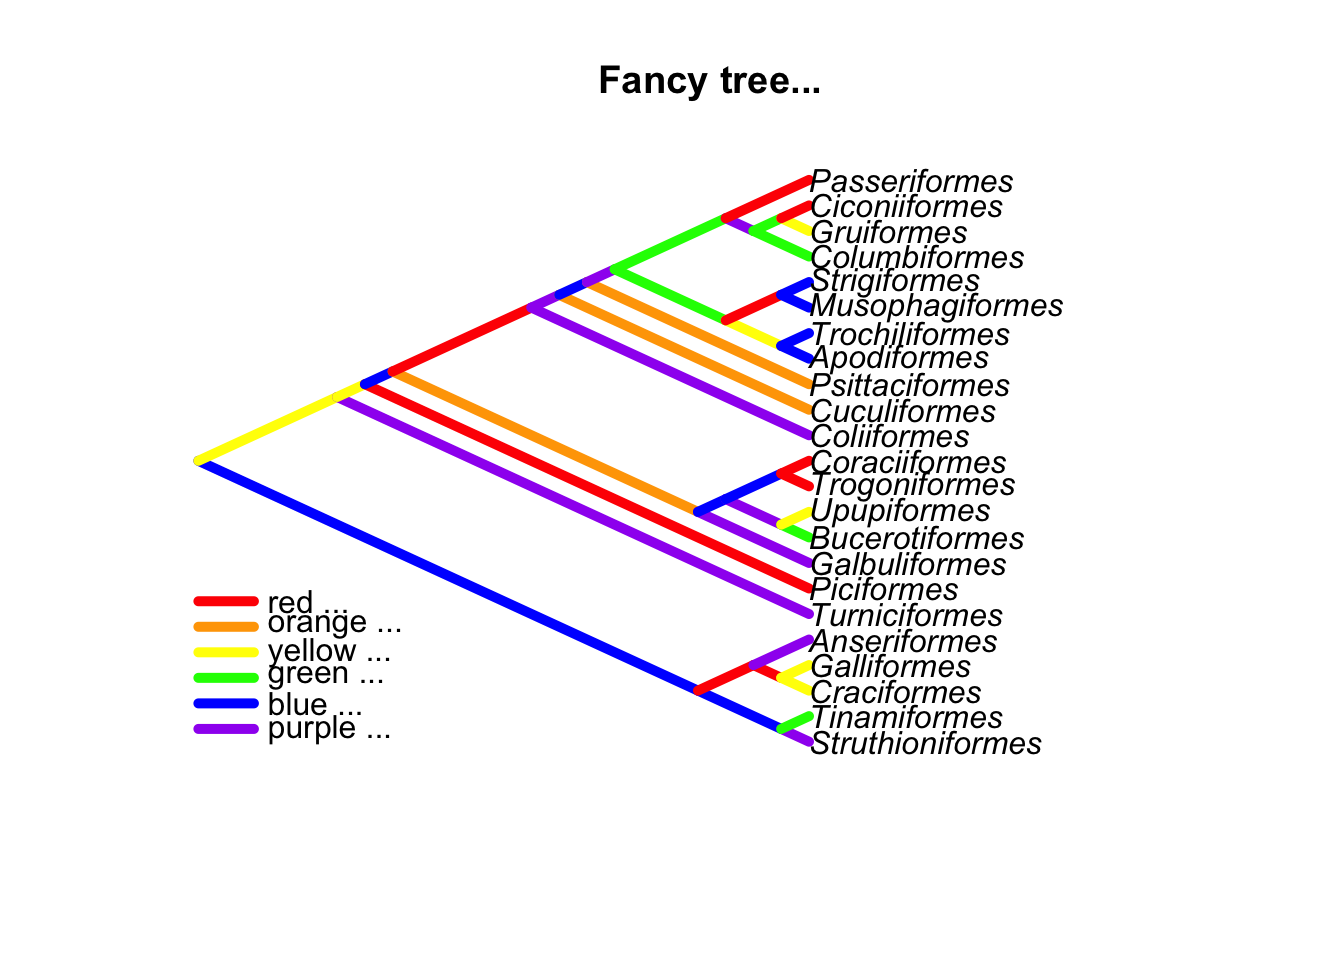 Fancy tree...
Passeriformes
Ciconiiformes
Gruiformes
Columbiformes
Strigiformes
Musophagiformes
Trochiliformes
Apodiformes
Psittaciformes
Cuculiformes
Coliiformes
Coraciiformes
Trogoniformes
Upupiformes
Bucerotiformes
Galbuliformes
Piciformes
Turniciformes
Anseriformes
Galliformes
Craciformes
Tinamiformes
Struthioniformes
red ...
orange ...
yellow ...
green ...
blue ...
purple ...